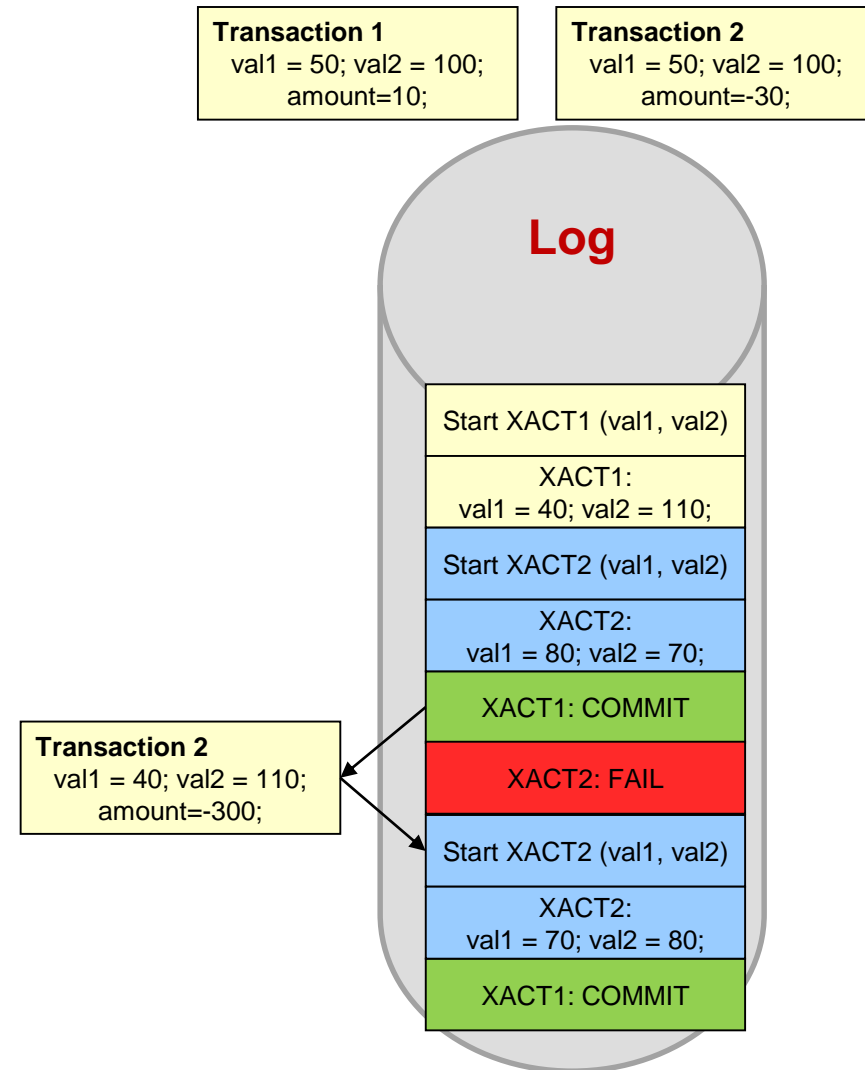 Transaction 1
val1 = 50; val2 = 100;
amount=10;
Transaction 2
val1 = 50; val2 = 100;
amount=-30;
Log
Start XACT1 (val1, val2)
XACT1:
val1 = 40; val2 = 110;
Start XACT2 (val1, val2)
XACT2:
val1 = 80; val2 = 70;
XACT1: COMMIT
Transaction 2
val1 = 40; val2 = 110;
amount=-300;
XACT2: FAIL
Start XACT2 (val1, val2)
XACT2:
val1 = 70; val2 = 80;
XACT1: COMMIT